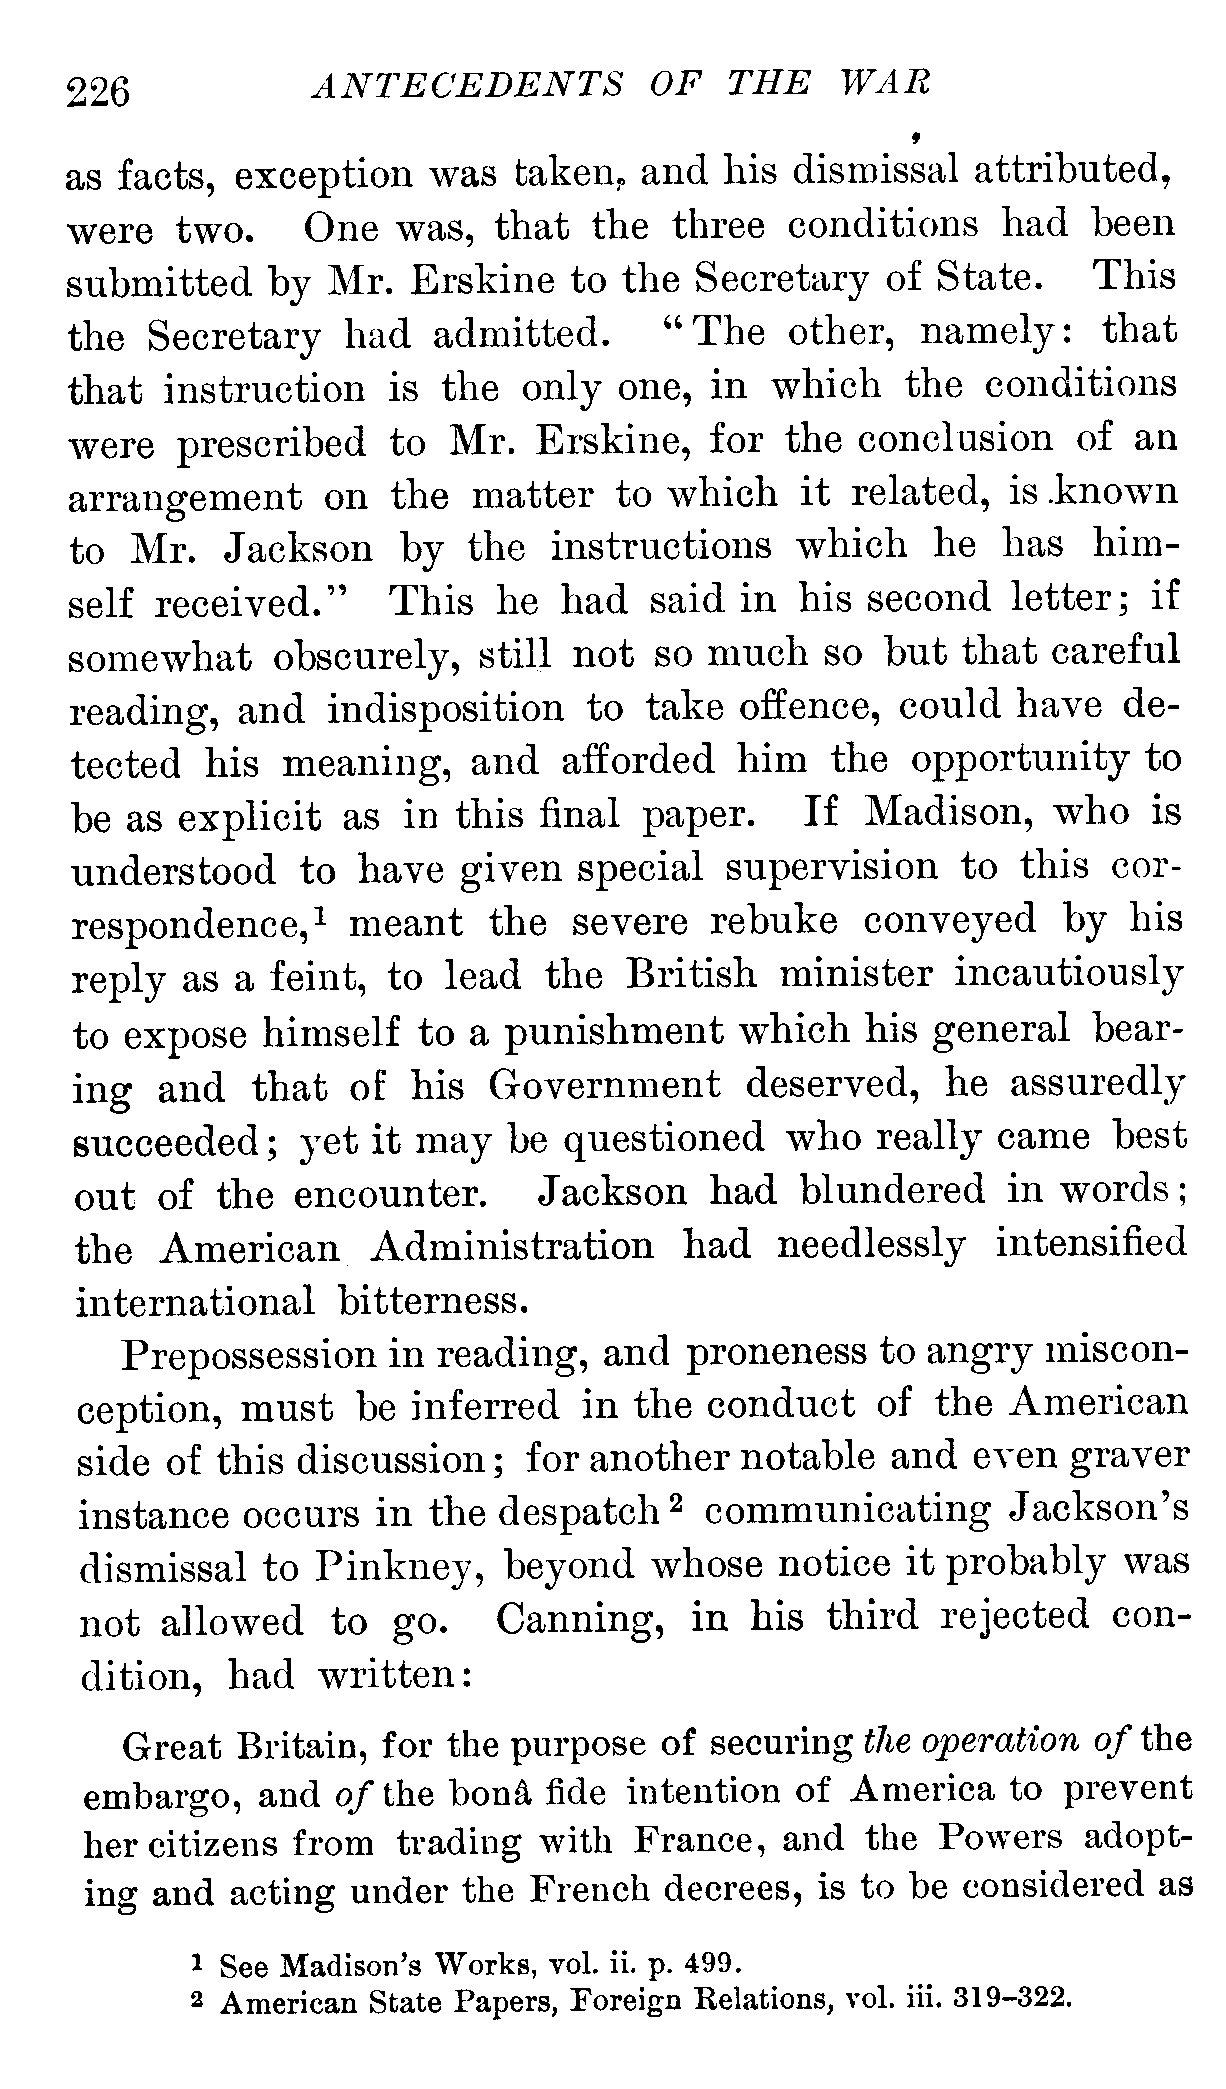 226 ANTECEDENTS OF THE WAR
as facts, exception was taken, and his dismissal attributed,
were two. One was, that the three conditions had been
submitted by Mr. Erskine to the Secretary of State. This
the Secretary had admitted. “The other, namely: that
that instruction is the only one, in which the conditions
were prescribed to Mr. Erskine, for the conclusion of an
arrangement on the matter to which it related, is known
to Mr. Jackson by the instructions which he has him-
self received.” This he had said in his second letter; if
somewhat obscurely, still not so much so but that careful
reading, and indisposition to take offence, could have de-
tected his meaning, and afforded him the opportunity to
be as explicit as in this final paper. If Madison, who is
understood to have given special supervision to this cor-
respondence,¹ meant the severe rebuke conveyed by his
reply as a feint, to lead the British minister incautiously
to expose himself to a punishment which his general bear-
ing and that of his Government deserved, he assuredly
succeeded; yet it may be questioned who really came best
out of the encounter. Jackson had blundered in words;
the American Administration had needlessly intensified
international bitterness.
Prepossession in reading, and proneness to angry miscon-
ception, must be inferred in the conduct of the American
side of this discussion; for another notable and even graver
instance occurs in the despatch² communicating Jackson’s
dismissal to Pinkney, beyond whose notice it probably was
not allowed to go. Canning, in his third rejected con-
dition, had written:
Great Britain, for the purpose of securing the operation of the
embargo, and of the bonâ fide intention of America to prevent
her citizens from trading with France, and the Powers adopt-
ing and acting under the French decrees, is to be considered as
¹ See Madison’s Works, vol. ii. p. 499.
² American State Papers, Foreign Relations, vol. iii. 319–322.